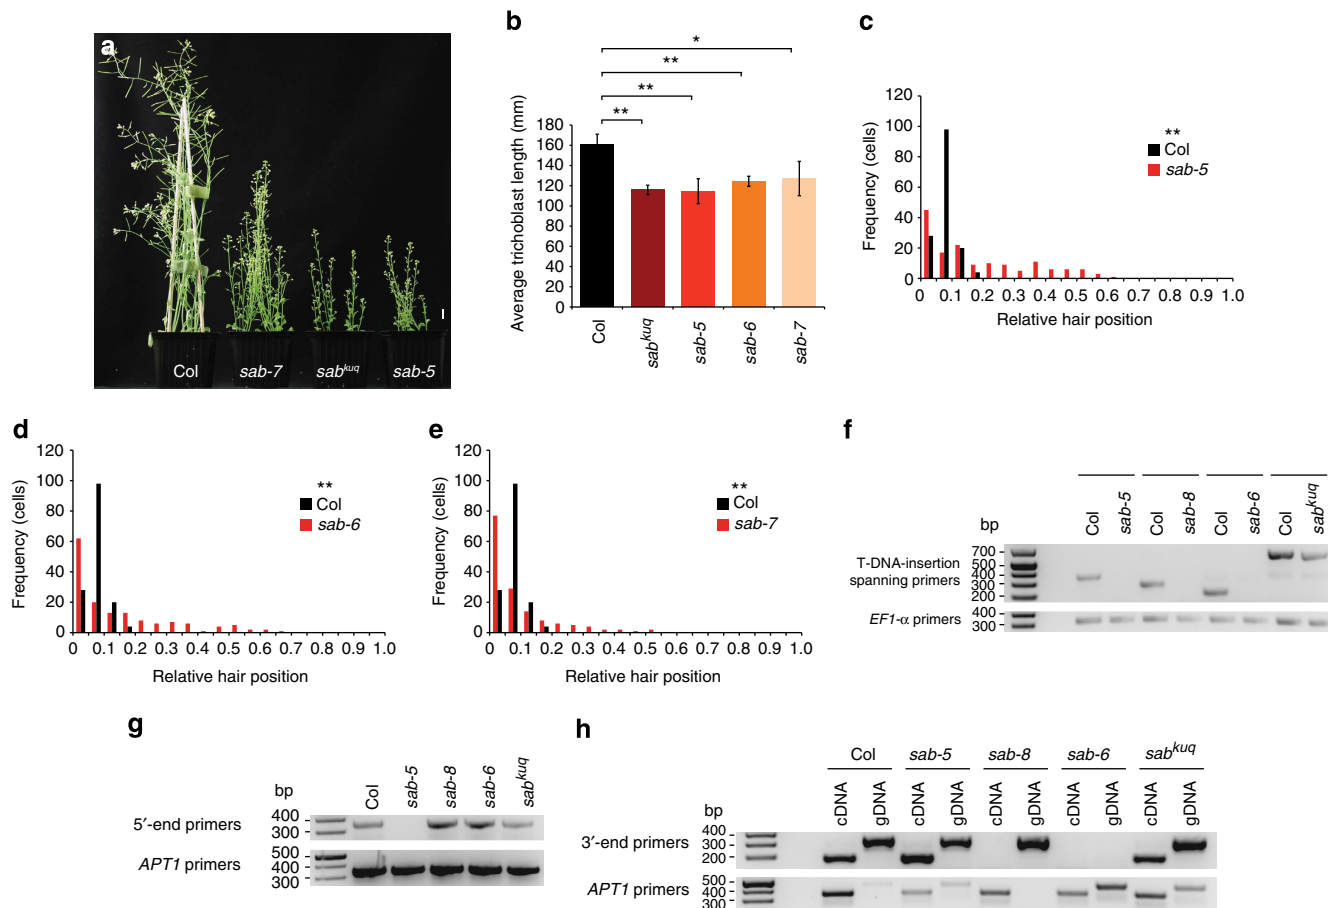 a
Col
sab-7
sabkuq
sab-5
b
*
**
**
**
Average trichoblast length (mm)
180
160
140
120
100
80
60
40
20
0
Col
sabkuq
sab-5
sab-6
sab-7
c
Frequency (cells)
120
100
80
60
40
20
0
**
Col
sab-5
0 0.1 0.2 0.3 0.4 0.5 0.6 0.7 0.8 0.9 1.0
Relative hair position
d
Frequency (cells)
120
100
80
60
40
20
0
**
Col
sab-6
0 0.1 0.2 0.3 0.4 0.5 0.6 0.7 0.8 0.9 1.0
Relative hair position
e
Frequency (cells)
120
100
80
60
40
20
0
**
Col
sab-7
0 0.1 0.2 0.3 0.4 0.5 0.6 0.7 0.8 0.9 1.0
Relative hair position
f
Col sab-5 Col sab-8 Col sab-6 Col sabkuq
bp
T-DNA-insertion
spanning primers
700
500
400
300
200
EF1-α primers
400
300
g
Col sab-5 sab-8 sab-6 sabkuq
bp
5′-end primers
400
300
APT1 primers
500
400
300
h
Col sab-5 sab-8 sab-6 sabkuq
cDNA gDNA cDNA gDNA cDNA gDNA cDNA gDNA cDNA gDNA
bp
3′-end primers
400
300
200
APT1 primers
500
400
300